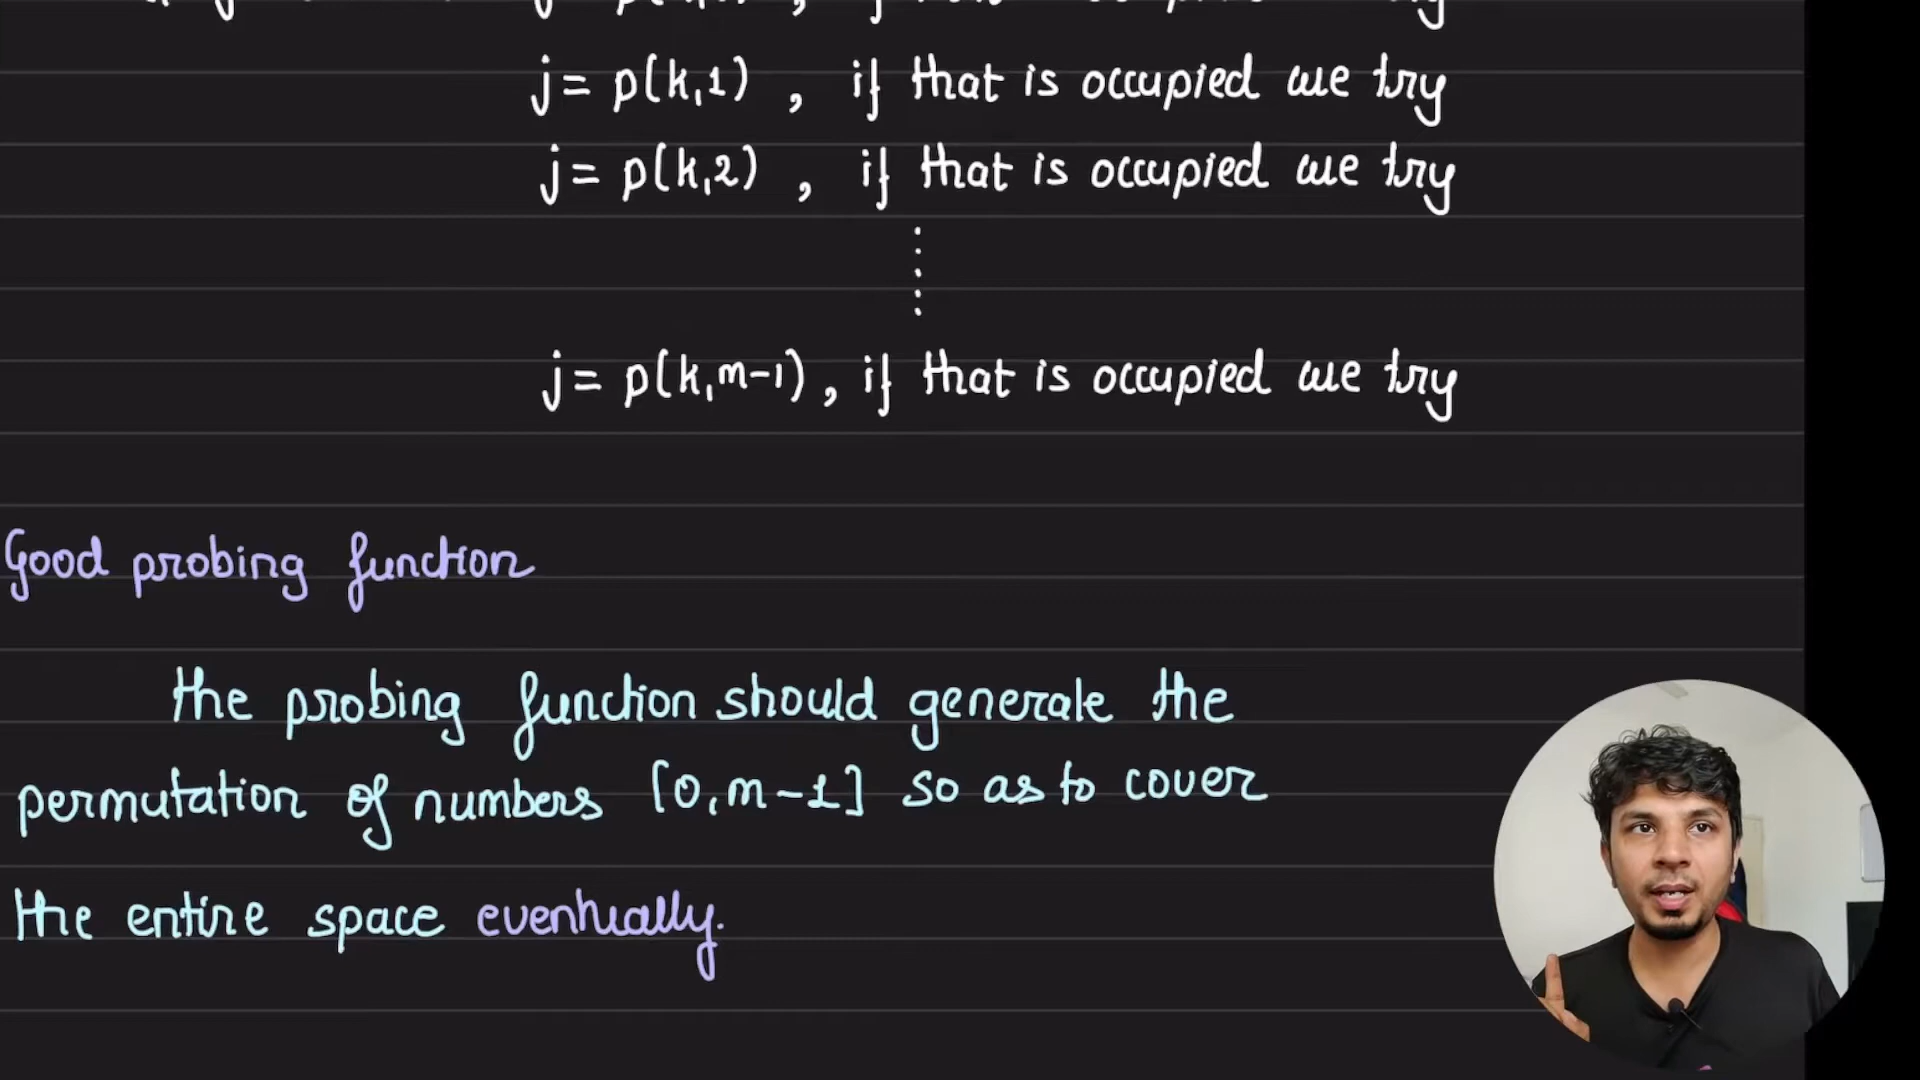 j = p(k,1) , if that is occupied we try
j = p(k,2) , if that is occupied we try
j = p(k,m-1) , if that is occupied we try
Good probing function
the probing function should generate the
permutation of numbers [0,m-1] so as to cover
the entire space eventually.